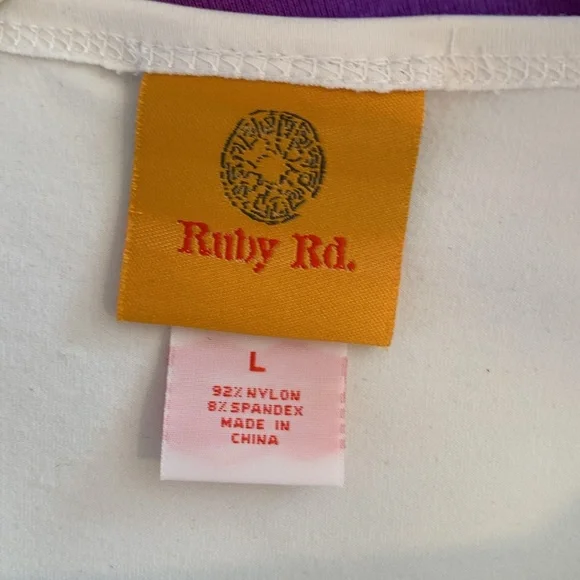 Ruby Rd.
L
92% NYLON
8% SPANDEX
MADE IN
CHINA